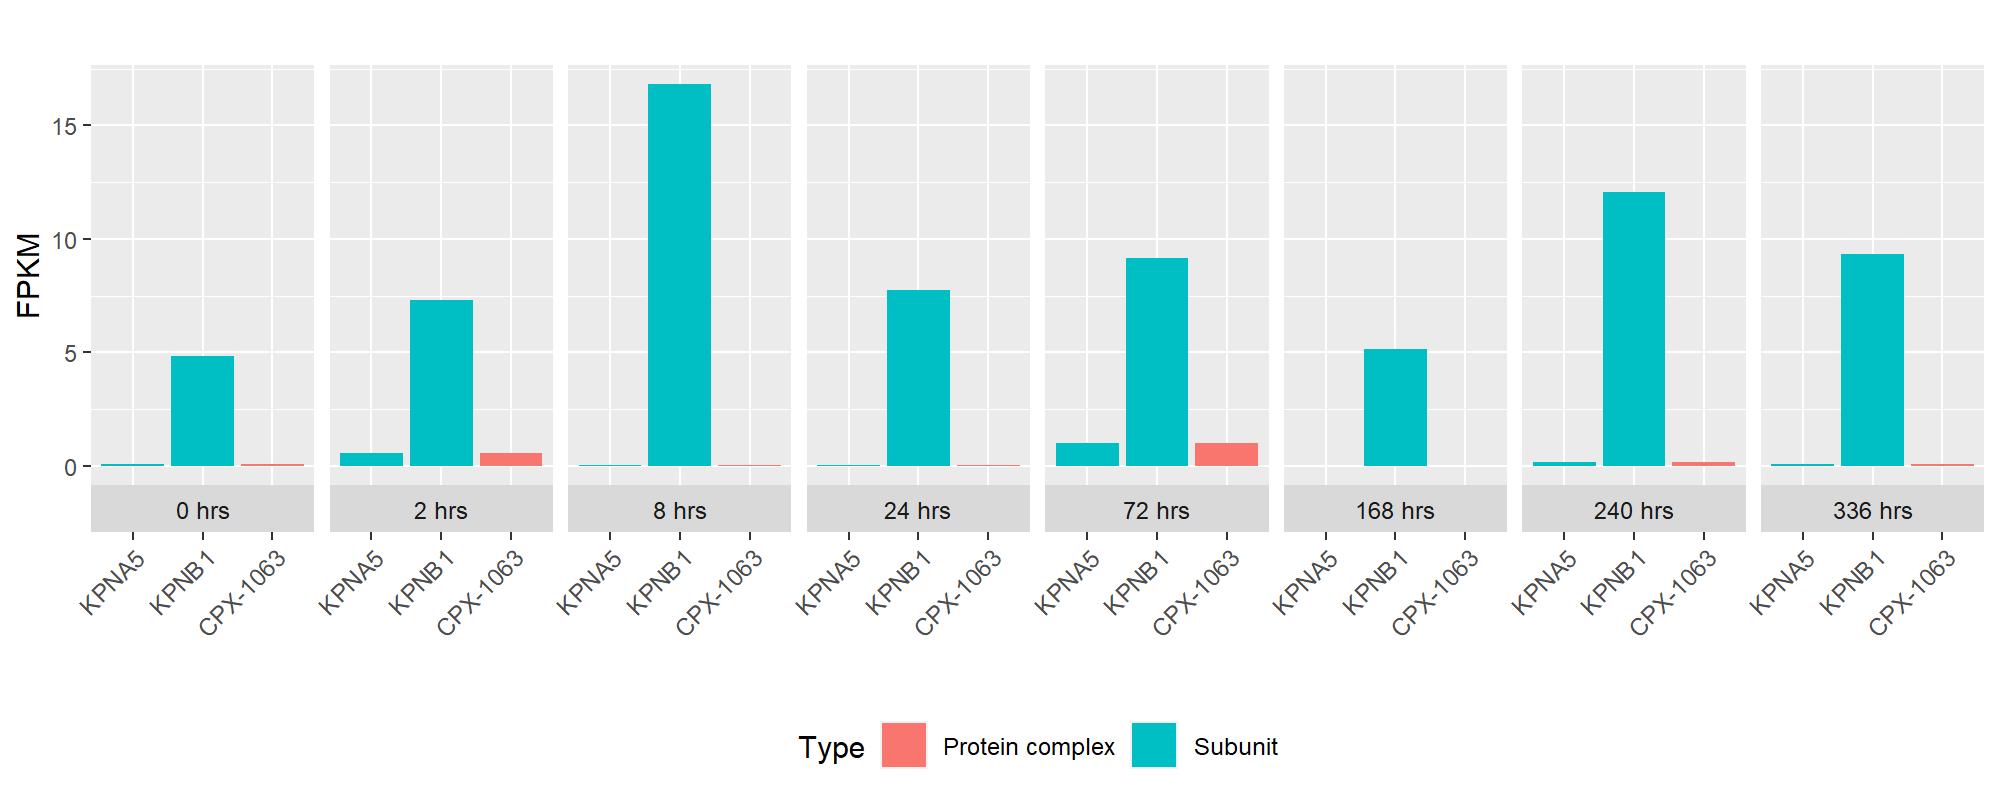 FPKM
15
10
5
0
0 hrs 2 hrs 8 hrs 24 hrs 72 hrs 168 hrs 240 hrs 336 hrs
KPNA5 KPNB1 CPX-1063 KPNA5 KPNB1 CPX-1063 KPNA5 KPNB1 CPX-1063 KPNA5 KPNB1 CPX-1063 KPNA5 KPNB1 CPX-1063 KPNA5 KPNB1 CPX-1063 KPNA5 KPNB1 CPX-1063 KPNA5 KPNB1 CPX-1063
Type Protein complex Subunit